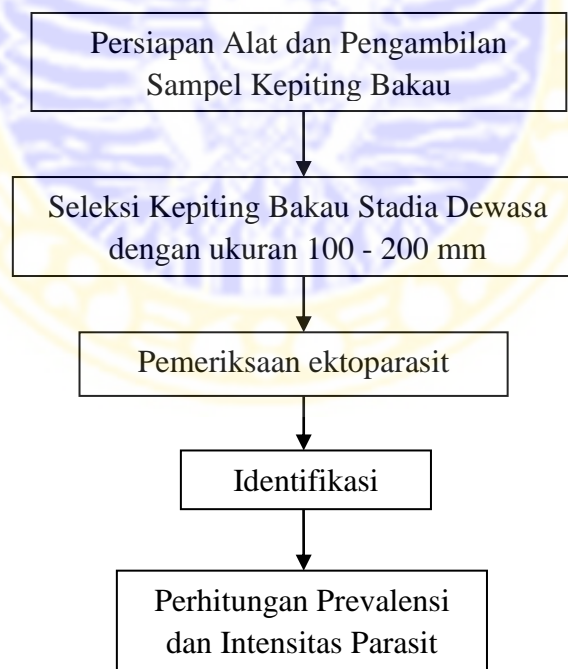 Persiapan Alat dan Pengambilan
Sampel Kepiting Bakau
Seleksi Kepiting Bakau Stadia Dewasa
dengan ukuran 100 - 200 mm
Pemeriksaan ektoparasit
Identifikasi
Perhitungan Prevalensi
dan Intensitas Parasit